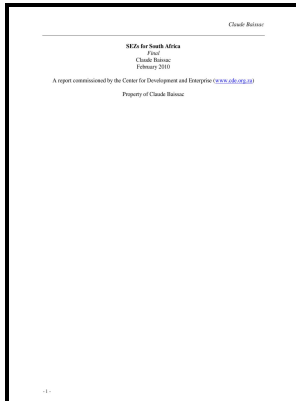 Claude Baissac
SEZs for South Africa
Final
Claude Baissac
February 2010
A report commissioned by the Center for Development and Enterprise (www.cde.org.za)
Property of Claude Baissac
- 1 -